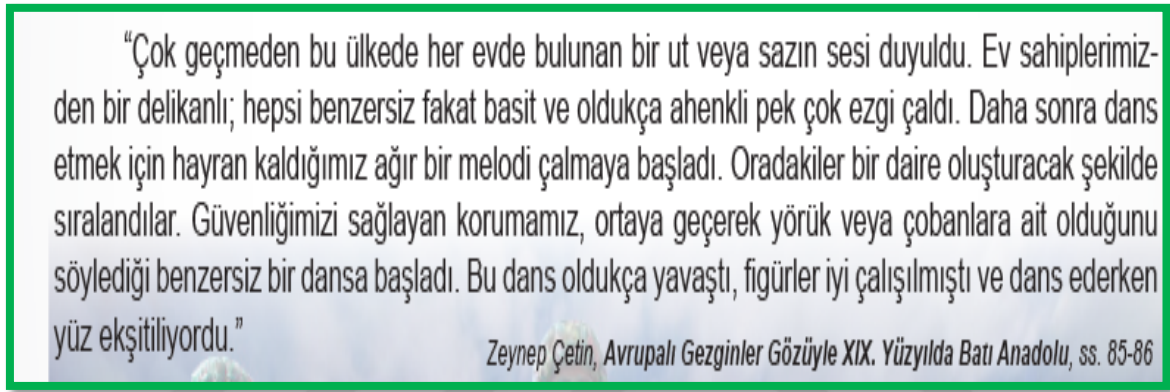 “Çok geçmeden bu ülkede her evde bulunan bir ut veya sazın sesi duyuldu. Ev sahiplerimiz-
den bir delikanlı; hepsi benzersiz fakat basit ve oldukça ahenkli pek çok ezgi çaldı. Daha sonra dans
etmek için hayran kaldığımız ağır bir melodi çalmaya başladı. Oradakiler bir daire oluşturacak şekilde
sıralandılar. Güvenliğimizi sağlayan korumamız, ortaya geçerek yörük veya çobanlara ait olduğunu
söylediği benzersiz bir dansa başladı. Bu dans oldukça yavaştı, figürler iyi çalışılmıştı ve dans ederken
yüz ekşitiliyordu.”
Zeynep Çetin, Avrupalı Gezginler Gözüyle XIX. Yüzyılda Batı Anadolu, ss. 85-86